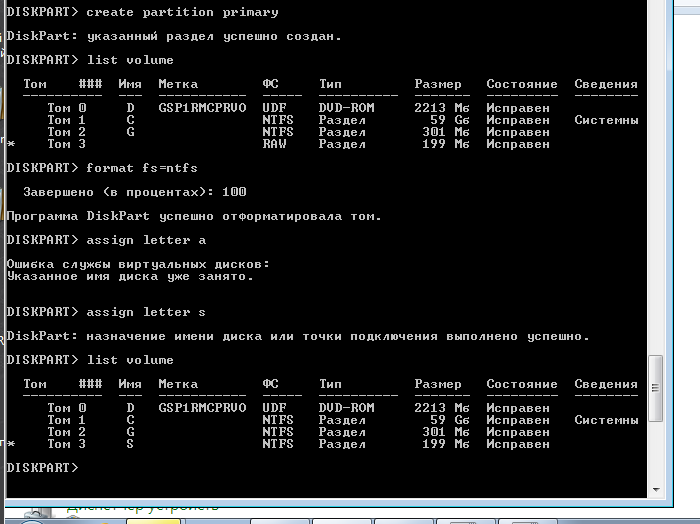 DISKPART> create partition primary
DiskPart: указанный раздел успешно создан.
DISKPART> list volume
Том ### Имя Метка ФС Тип Размер Состояние Сведения
Том 0 D GSP1RMCPRVO UDF DVD-ROM 2213 Мб Исправен
Том 1 C NTFS Раздел 59 Gб Исправен Системны
Том 2 G NTFS Раздел 301 Мб Исправен
* Том 3 RAW Раздел 199 Мб Исправен
DISKPART> format fs=ntfs
Завершено (в процентах): 100
Программа DiskPart успешно отформатировала том.
DISKPART> assign letter a
Ошибка службы виртуальных дисков:
Указанное имя диска уже занято.
DISKPART> assign letter s
DiskPart: назначение имени диска или точки подключения выполнено успешно.
DISKPART> list volume
Том ### Имя Метка ФС Тип Размер Состояние Сведения
Том 0 D GSP1RMCPRVO UDF DVD-ROM 2213 Мб Исправен
Том 1 C NTFS Раздел 59 Gб Исправен Системны
Том 2 G NTFS Раздел 301 Мб Исправен
* Том 3 S NTFS Раздел 199 Мб Исправен
DISKPART>
Диспетчер устройств